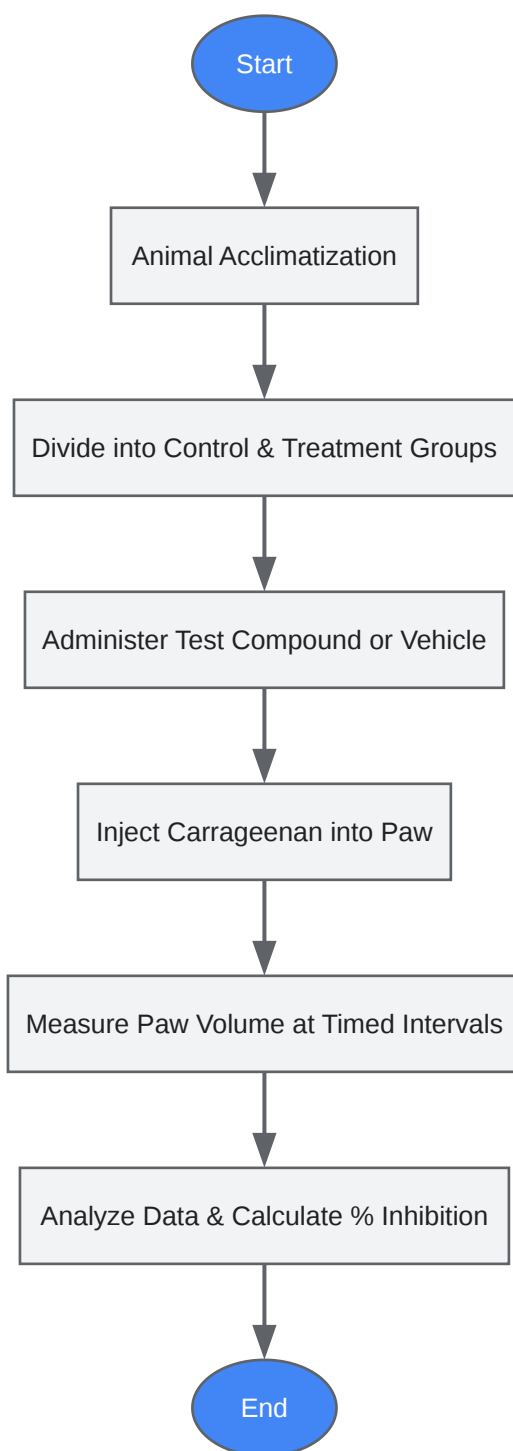 Start
Animal Acclimatization
Divide into Control & Treatment Groups
Administer Test Compound or Vehicle
Inject Carrageenan into Paw
Measure Paw Volume at Timed Intervals
Analyze Data & Calculate % Inhibition
End